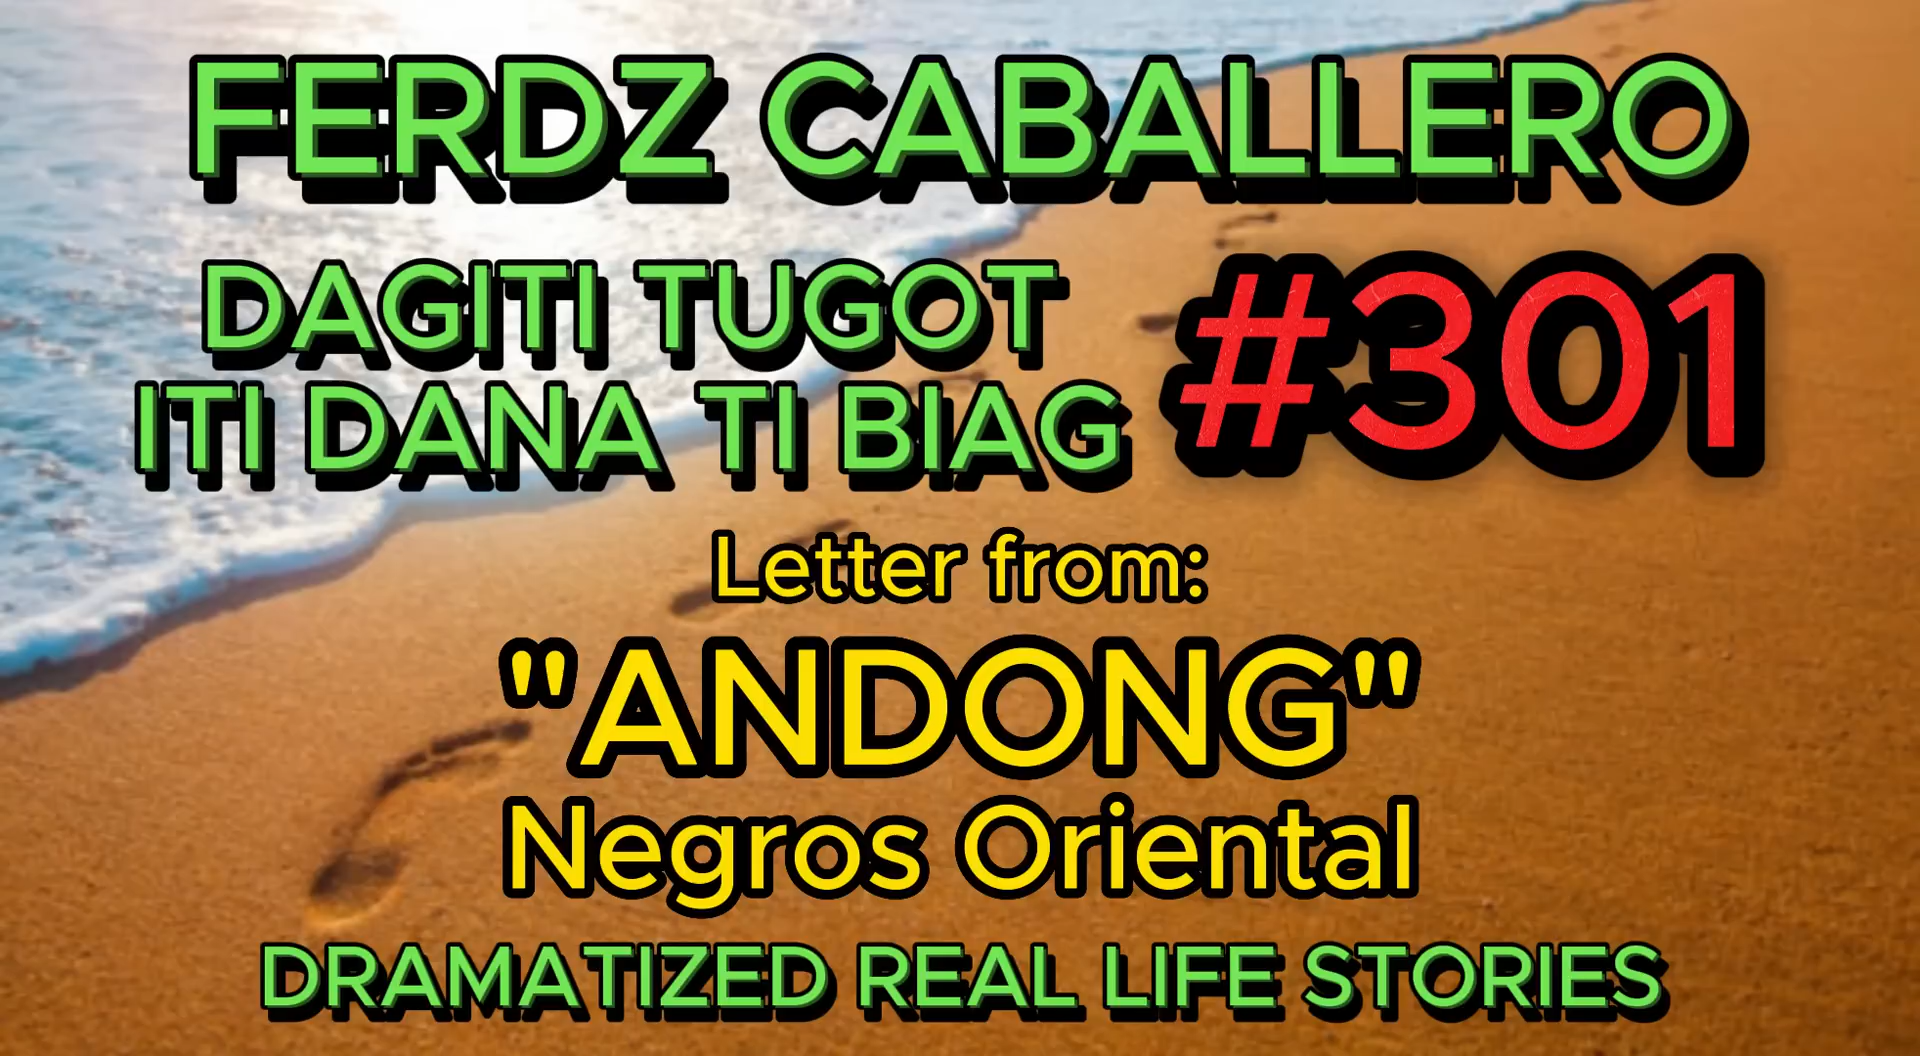 FERDZ CABALLERO
DAGITI TUGOT
ITI DANA TI BIAG
#301
Letter from:
"ANDONG"
Negros Oriental
DRAMATIZED REAL LIFE STORIES